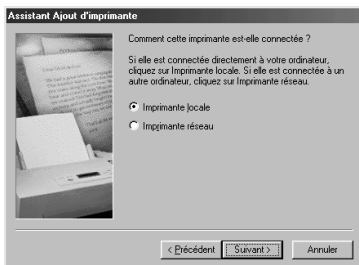 Assistant Ajout d'imprimante
Comment cette imprimante est-elle connectée ?
Si elle est connectée directement à votre ordinateur,
cliquez sur Imprimante locale. Si elle est connectée à un
autre ordinateur, cliquez sur Imprimante réseau.
Imprimante locale
Imprimante réseau
< Précédent
Suivant >
Annuler